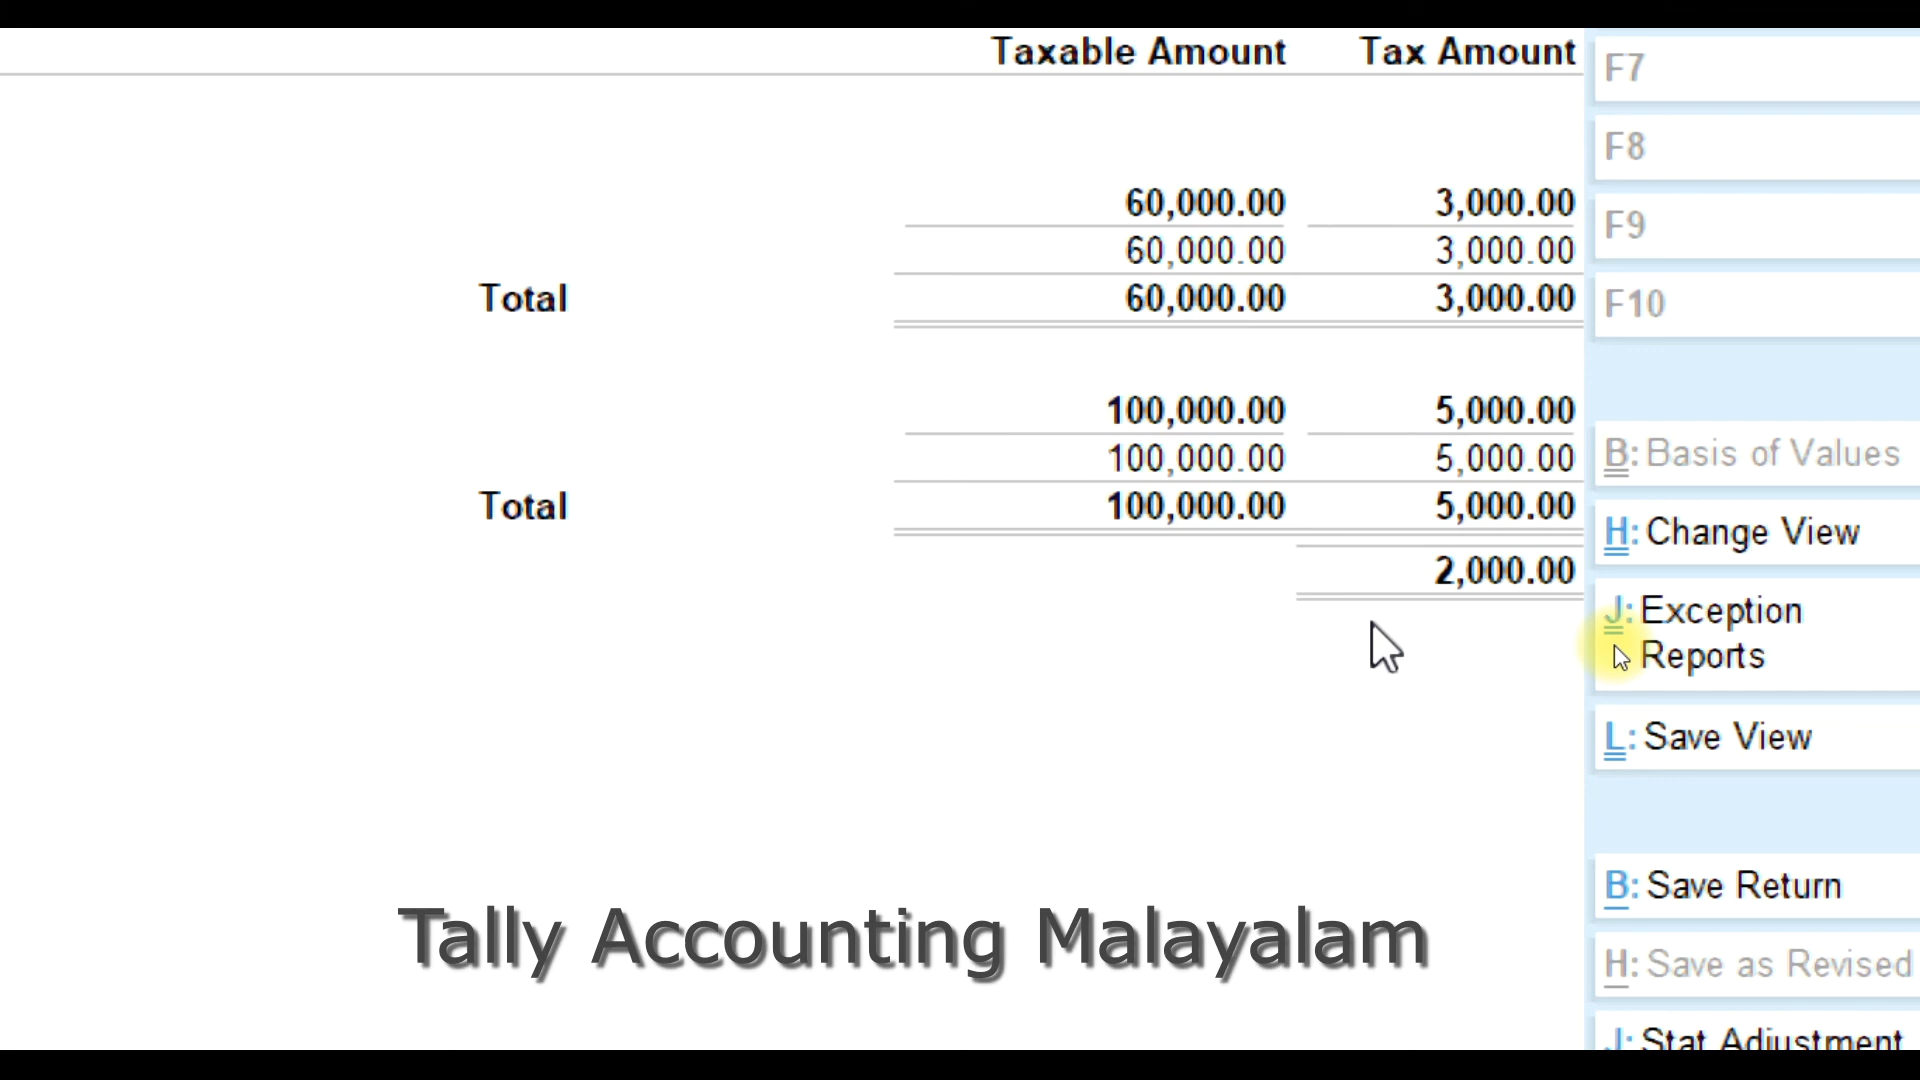 Taxable Amount Tax Amount
60,000.00 3,000.00
60,000.00 3,000.00
Total 60,000.00 3,000.00
100,000.00 5,000.00
100,000.00 5,000.00
Total 100,000.00 5,000.00
2,000.00
F7
F8
F9
F10
B: Basis of Values
H: Change View
J: Exception
Reports
L: Save View
B: Save Return
H: Save as Revised
J: Stat Adjustment
Tally Accounting Malayalam